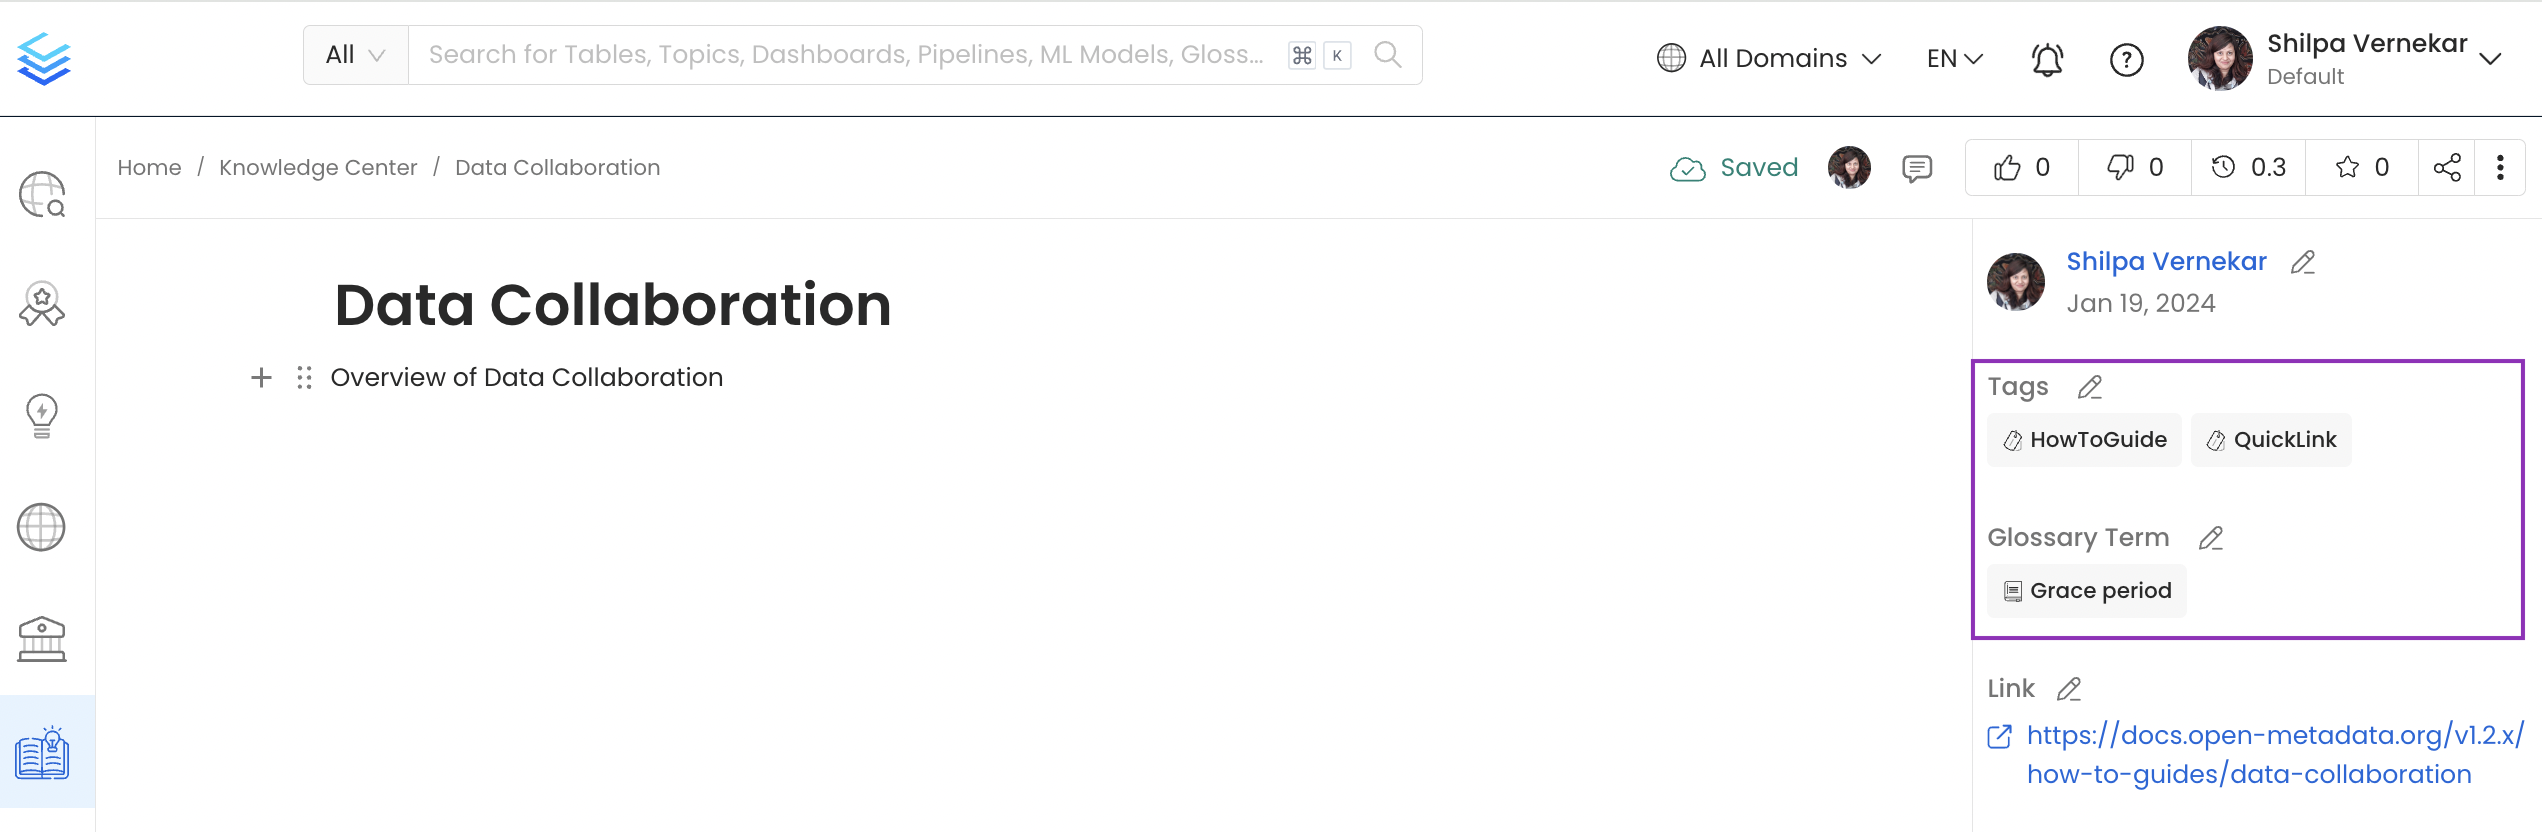 All
Search for Tables, Topics, Dashboards, Pipelines, ML Models, Gloss...
⌘ K
All Domains
EN
?
Shilpa Vernekar
Default
Home / Knowledge Center / Data Collaboration
Saved
0
0
0.3
0
Data Collaboration
Overview of Data Collaboration
Shilpa Vernekar
Jan 19, 2024
Tags
HowToGuide
QuickLink
Glossary Term
Grace period
Link
https://docs.open-metadata.org/v1.2.x/
how-to-guides/data-collaboration